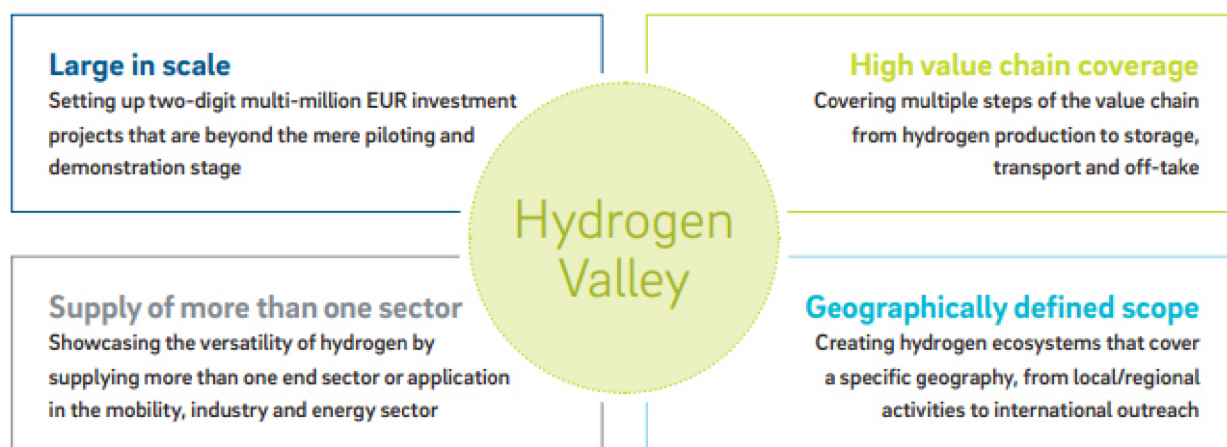 Large in scale
Setting up two-digit multi-million EUR investment
projects that are beyond the mere piloting and
demonstration stage
High value chain coverage
Covering multiple steps of the value chain
from hydrogen production to storage,
transport and off-take
Hydrogen
Valley
Supply of more than one sector
Showcasing the versatility of hydrogen by
supplying more than one end sector or application
in the mobility, industry and energy sector
Geographically defined scope
Creating hydrogen ecosystems that cover
a specific geography, from local/regional
activities to international outreach